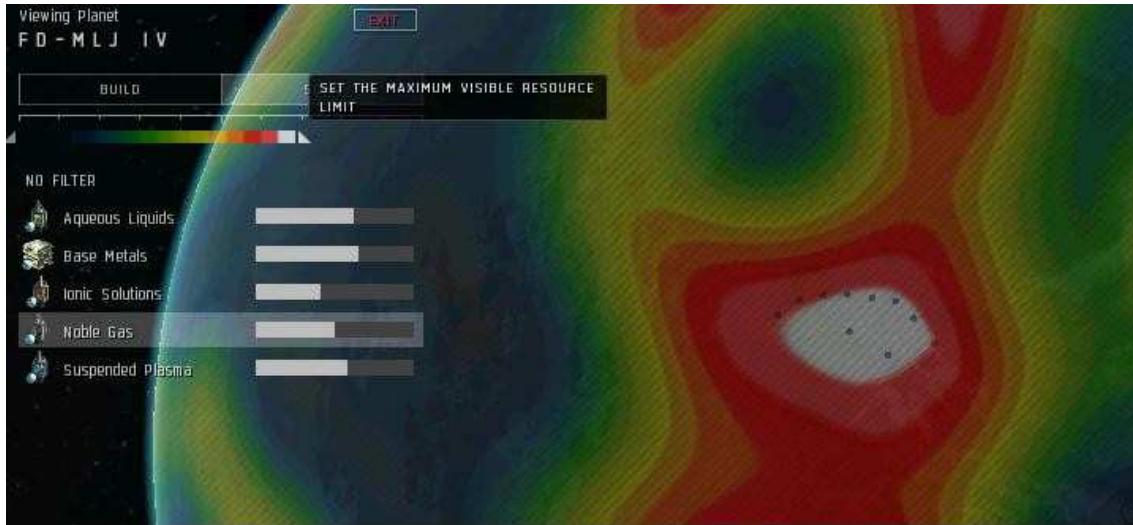 Viewing Planet
FD-MLJ IV
EXIT
BUILD
SET THE MAXIMUM VISIBLE RESOURCE
LIMIT
NO FILTER
Aqueous Liquids
Base Metals
Ionic Solutions
Noble Gas
Suspended Plasma